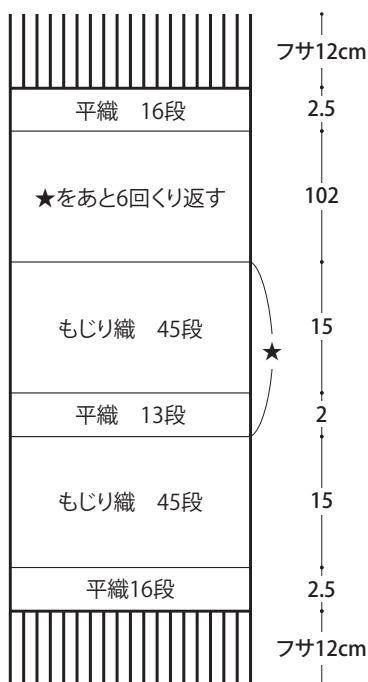 フサ12cm
平織　16段
2.5
★をあと6回くり返す
102
もじり織　45段
15
★
平織　13段
2
もじり織　45段
15
平織16段
2.5
フサ12cm